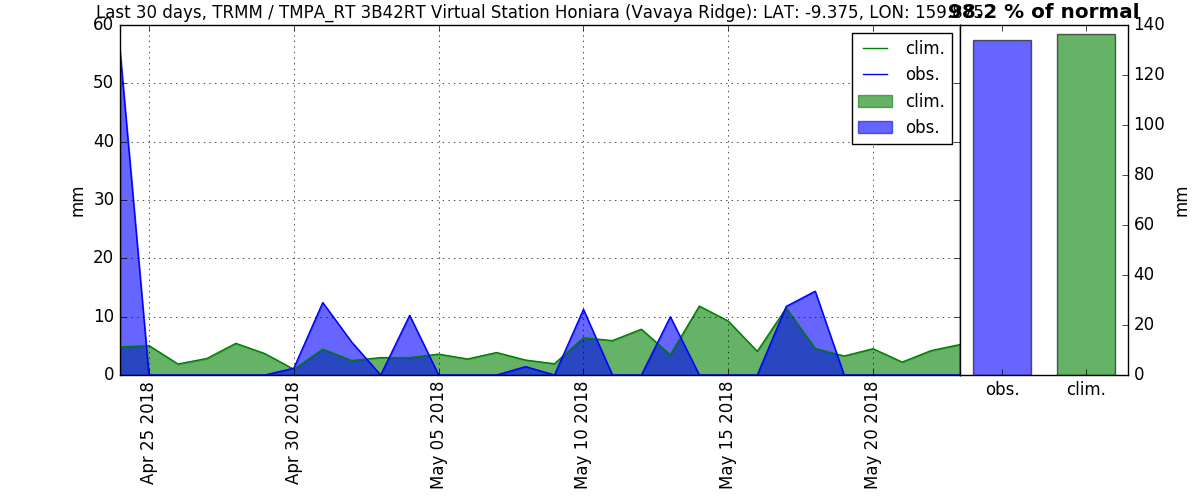 Last 30 days, TRMM / TMPA_RT 3B42RT Virtual Station Honiara (Vavaya Ridge): LAT: -9.375, LON:
98.2 % of normal
60
50
40
30
20
10
0
mm
clim.
obs.
clim.
obs.
140
120
100
80
60
40
20
0
mm
obs.
clim.
Apr 25 2018
Apr 30 2018
May 05 2018
May 10 2018
May 15 2018
May 20 2018